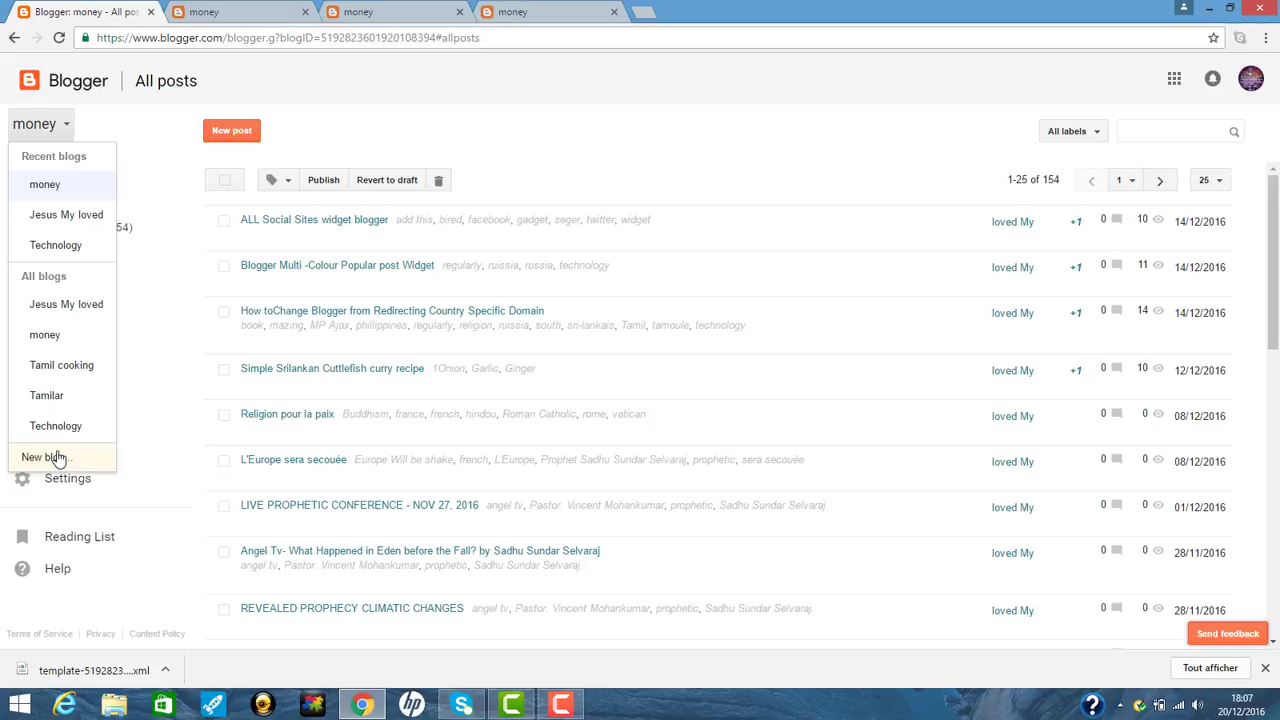 Blogger: money - All posts
money
money
money
https://www.blogger.com/blogger.g?blogID=5192823601920108394#allposts
Blogger
All posts
money
New post
All labels
Recent blogs
money
Jesus My loved
Technology
54)
All blogs
Jesus My loved
money
Tamil cooking
Tamilar
Technology
Settings
Reading List
Help
Terms of Service | Privacy | Content Policy
Publish
Revert to draft
1-25 of 154
1
25
ALL Social Sites widget blogger add this, bired, facebook, gadget, seger, twitter, widget
loved My +1 0 10 14/12/2016
Blogger Multi -Colour Popular post Widget regularly, ruissia, russia, technology
loved My +1 0 11 14/12/2016
How toChange Blogger from Redirecting Country Specific Domain
book, mazing, MP Ajax, phillippines, regularly, religion, ruissia, south, sri-lankais, Tamil, tamoule, technology
loved My +1 0 14 14/12/2016
Simple Srilankan Cuttlefish curry recipe 1Onion, Garlic, Ginger
loved My +1 0 10 12/12/2016
Religion pour la paix Buddhism, france, french, hindou, Roman Catholic, rome, vatican
loved My 0 0 08/12/2016
L'Europe sera secouée Europe Will be shake, french, L'Europe, Prophet Sadhu Sundar Selvaraj, prophetic, sera secouée
loved My 0 0 08/12/2016
LIVE PROPHETIC CONFERENCE - NOV 27, 2016 angel tv, Pastor. Vincent Mohankumar, prophetic, Sadhu Sundar Selvaraj.
loved My 0 0 01/12/2016
Angel Tv- What Happened in Eden before the Fall? by Sadhu Sundar Selvaraj
angel tv, Pastor. Vincent Mohankumar, prophetic, Sadhu Sundar Selvaraj.
loved My 0 0 28/11/2016
REVEALED PROPHECY CLIMATIC CHANGES angel tv, Pastor. Vincent Mohankumar, prophetic, Sadhu Sundar Selvaraj.
loved My 0 0 28/11/2016
Send feedback
template-5192823....xml
Tout afficher
18:07
20/12/2016